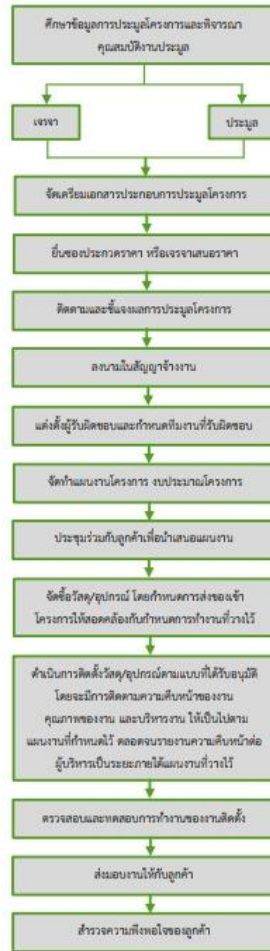 ศึกษาข้อมูลการประมูลโครงการและพิจารณา
คุณสมบัติงานประมูล
เจรจา
ประมูล
จัดเตรียมเอกสารประกอบการประมูลโครงการ
ยื่นซองประกวดราคา หรือเจรจาเสนอราคา
ติดตามและชี้แจงผลการประมูลโครงการ
ลงนามในสัญญาจ้างงาน
แต่งตั้งผู้รับผิดชอบและกำหนดทีมงานที่รับผิดชอบ
จัดทำแผนงานโครงการ งบประมาณโครงการ
ประชุมร่วมกับลูกค้าเพื่อนำเสนอแผนงาน
จัดซื้อวัสดุ/อุปกรณ์ โดยกำหนดการส่งของเข้า
โครงการให้สอดคล้องกับกำหนดการทำงานที่วางไว้
ดำเนินการติดตั้งวัสดุ/อุปกรณ์ตามแบบที่ได้รับอนุมัติ
โดยจะมีการติดตามความคืบหน้าของงาน
คุณภาพของงาน และบริหารงาน ให้เป็นไปตาม
แผนงานที่กำหนดไว้ ตลอดจนรายงานความคืบหน้าต่อ
ผู้บริหารเป็นระยะภายใต้แผนงานที่วางไว้
ตรวจสอบและทดสอบการทำงานของงานติดตั้ง
ส่งมอบงานให้กับลูกค้า
สำรวจความพึงพอใจของลูกค้า